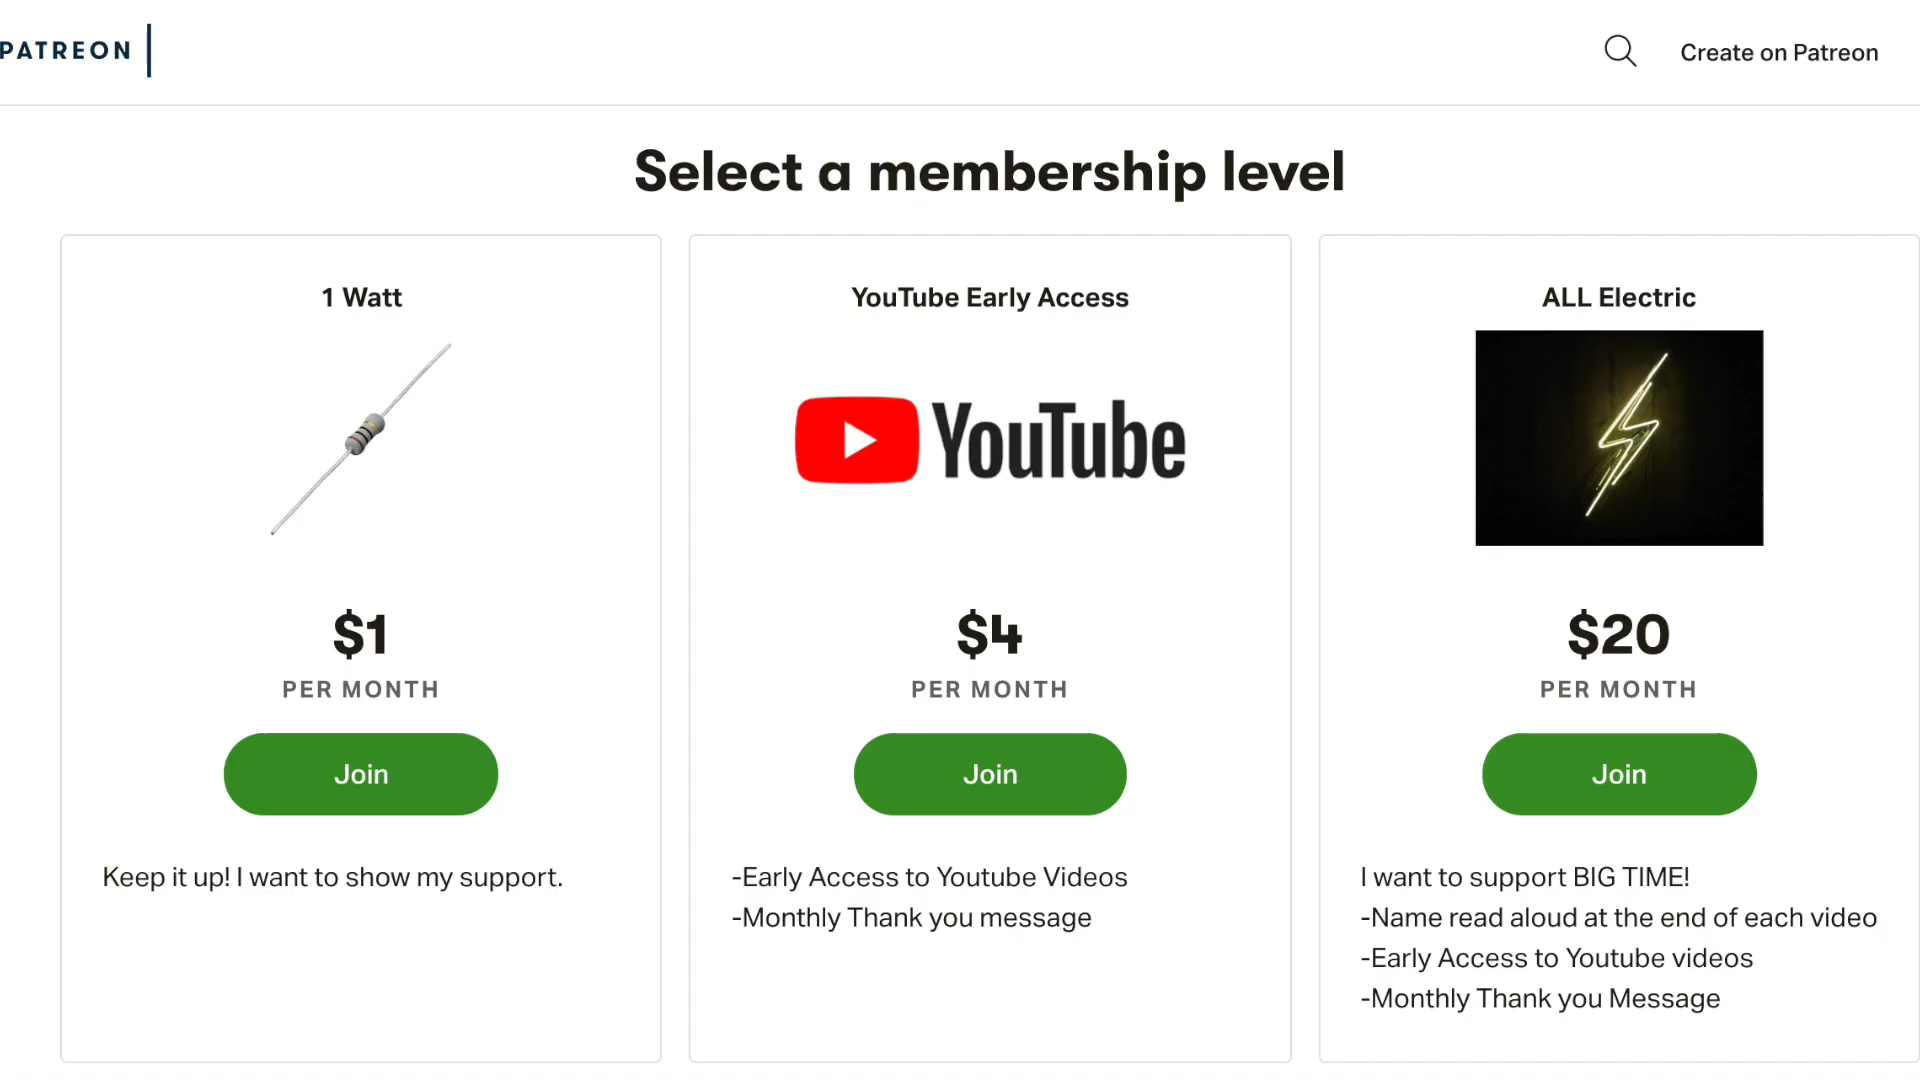 PATREON
Create on Patreon
Select a membership level
1 Watt
YouTube
$1
PER MONTH
Join
Keep it up! I want to show my support.
YouTube Early Access
$4
PER MONTH
Join
-Early Access to Youtube Videos
-Monthly Thank you message
ALL Electric
$20
PER MONTH
Join
I want to support BIG TIME!
-Name read aloud at the end of each video
-Early Access to Youtube videos
-Monthly Thank you Message